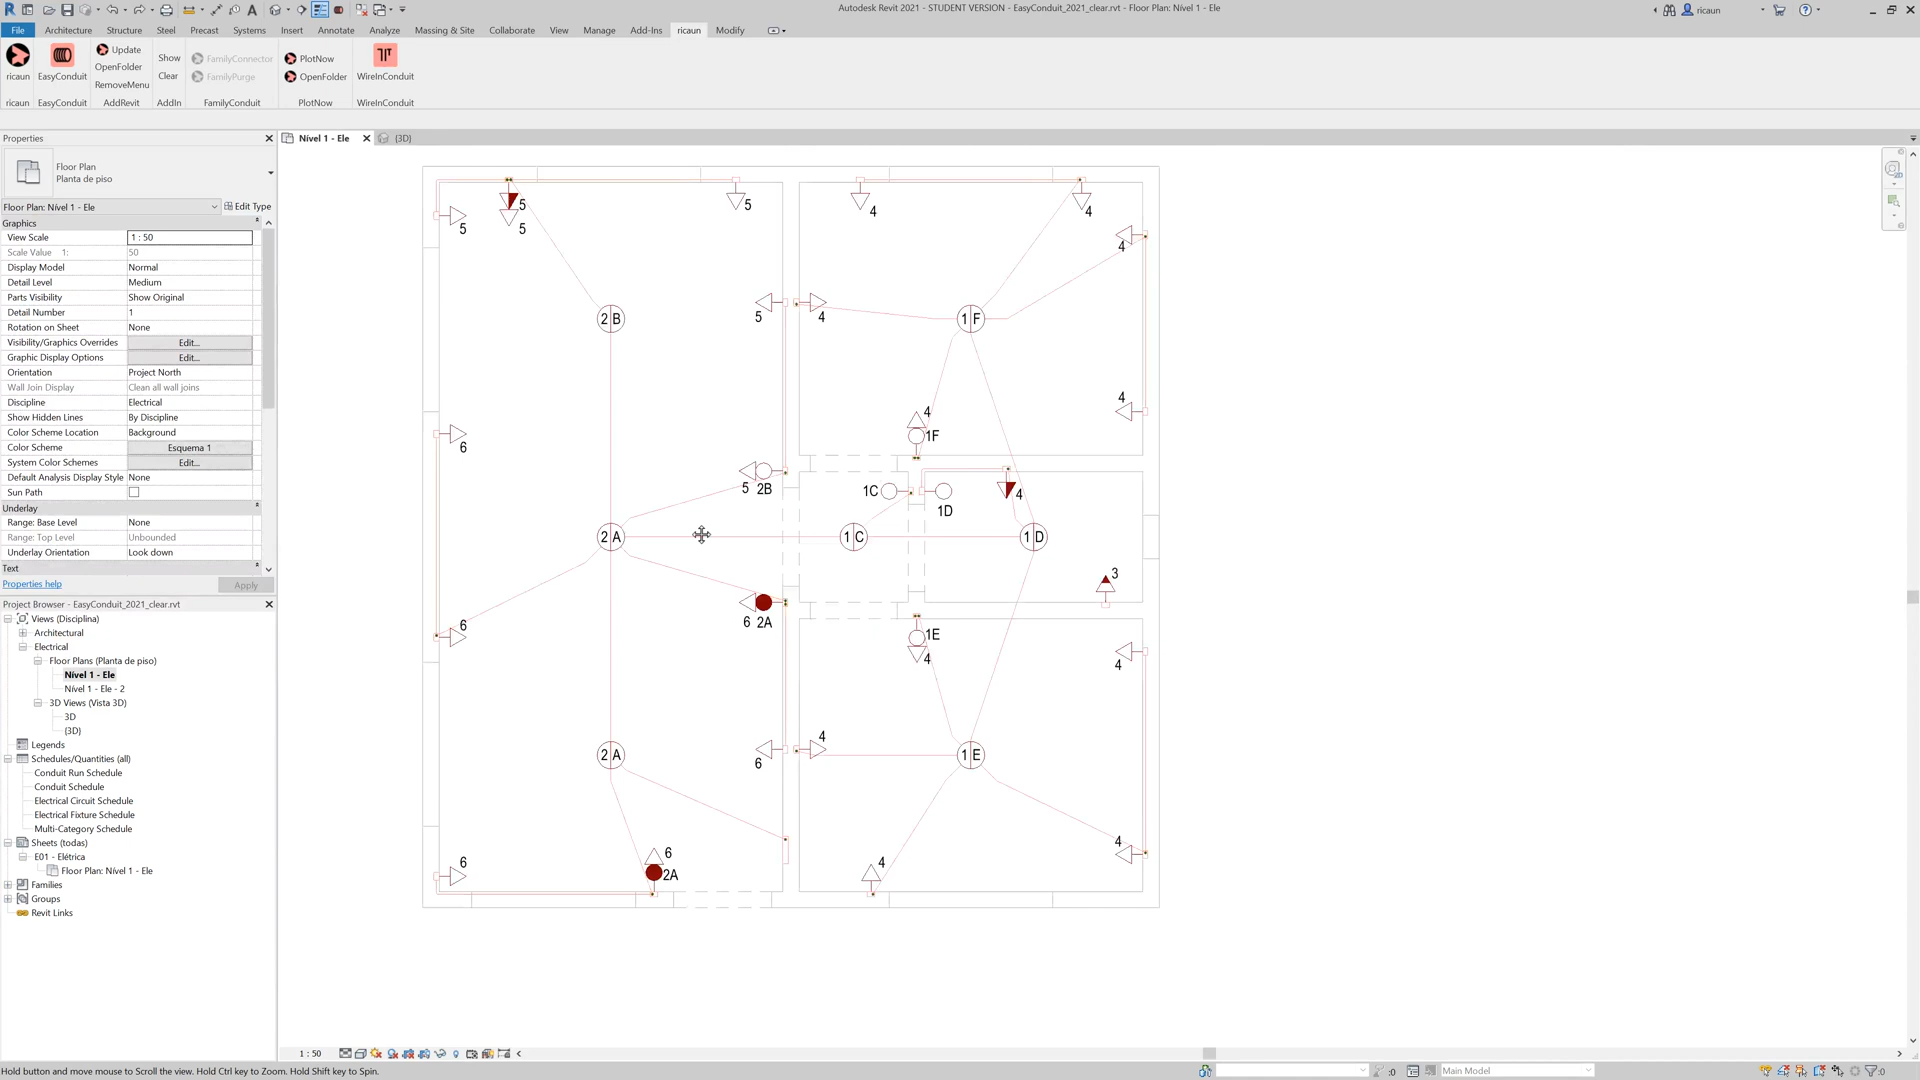 Autodesk Revit 2021 - STUDENT VERSION - EasyConduit_2021_clear.rvt - Floor Plan: Nível 1 - Ele
ricaun
File Architecture Structure Steel Precast Systems Insert Annotate Analyze Massing & Site Collaborate View Manage Add-Ins ricaun Modify
ricaun EasyConduit Update OpenFolder RemoveMenu Show Clear FamilyConnector FamilyPurge PlotNow OpenFolder WireInConduit
ricaun EasyConduit AddRevit AddIn FamilyConduit PlotNow WireInConduit
Properties
Nível 1 - Ele
{3D}
Floor Plan
Planta de piso
Floor Plan: Nível 1 - Ele Edit Type
Graphics
View Scale 1 : 50
Scale Value 1: 50
Display Model Normal
Detail Level Medium
Parts Visibility Show Original
Detail Number 1
Rotation on Sheet None
Visibility/Graphics Overrides Edit...
Graphic Display Options Edit...
Orientation Project North
Wall Join Display Clean all wall joins
Discipline Electrical
Show Hidden Lines By Discipline
Color Scheme Location Background
Color Scheme Esquema 1
System Color Schemes Edit...
Default Analysis Display Style None
Sun Path
Underlay
Range: Base Level None
Range: Top Level Unbounded
Underlay Orientation Look down
Text
Properties help Apply
Project Browser - EasyConduit_2021_clear.rvt
Views (Disciplina)
Architectural
Electrical
Floor Plans (Planta de piso)
Nível 1 - Ele
Nível 1 - Ele - 2
3D Views (Vista 3D)
3D
{3D}
Legends
Schedules/Quantities (all)
Conduit Run Schedule
Conduit Schedule
Electrical Circuit Schedule
Electrical Fixture Schedule
Multi-Category Schedule
Sheets (todas)
E01 - Elétrica
Floor Plan: Nível 1 - Ele
Families
Groups
Revit Links
5 5 4 4
5 5 4
2 B 5 4 1 F
4 4
6 1F
5 2B 1C 1D 4
2 A 1 C 1 D
3
6 6 2A 1E
4 4
2 A 6 4 1 E
6 6 4 4
2A
1 : 50
Hold button and move mouse to Scroll the view. Hold Ctrl key to Zoom. Hold Shift key to Spin.
:0 Main Model :0